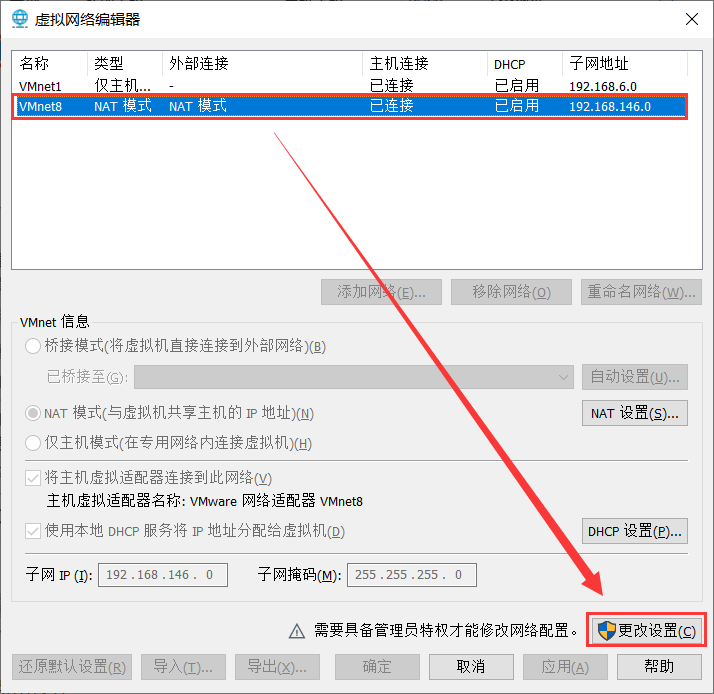 虚拟网络编辑器
名称 类型 外部连接 主机连接 DHCP 子网地址
VMnet1 仅主机... - 已连接 已启用 192.168.6.0
VMnet8 NAT 模式 NAT 模式 已连接 已启用 192.168.146.0
添加网络(E)... 移除网络(O) 重命名网络(W)...
VMnet 信息
桥接模式(将虚拟机直接连接到外部网络)(B)
已桥接至(G): 自动设置(U)...
NAT 模式(与虚拟机共享主机的 IP 地址)(N) NAT 设置(S)...
仅主机模式(在专用网络内连接虚拟机)(H)
将主机虚拟适配器连接到此网络(V)
主机虚拟适配器名称: VMware 网络适配器 VMnet8
使用本地 DHCP 服务将 IP 地址分配给虚拟机(D) DHCP 设置(P)...
子网 IP (I): 192.168.146. 0 子网掩码(M): 255.255.255. 0
需要具备管理员特权才能修改网络配置。 更改设置(C)
还原默认设置(R) 导入(T)... 导出(X)... 确定 取消 应用(A) 帮助